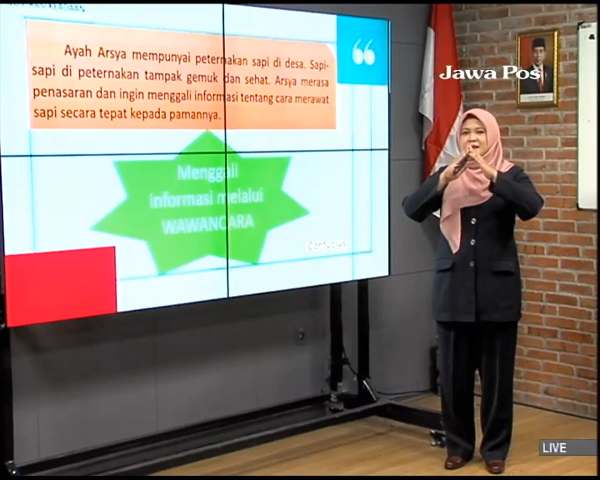 Jawa Pos
Ayah Arsya mempunyai peternakan sapi di desa. Sapi-
sapi di peternakan tampak gemuk dan sehat. Arsya merasa
penasaran dan ingin menggali informasi tentang cara merawat
sapi secara tepat kepada pamannya.
Menggali
informasi melalui
WAWANCARA
Confucius
LIVE